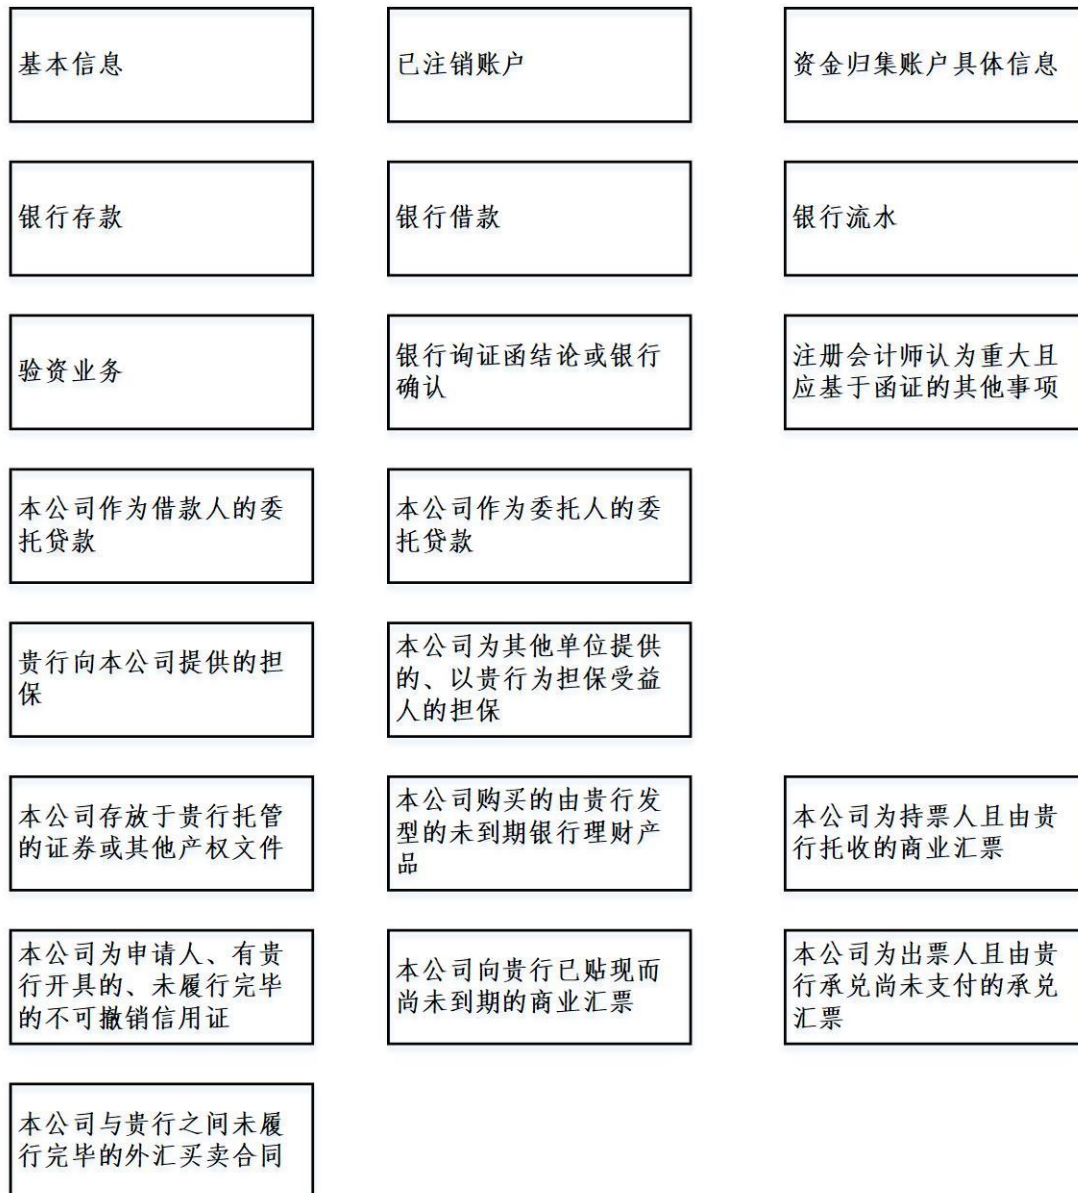 基本信息
已注销账户
资金归集账户具体信息
银行存款
银行借款
银行流水
验资业务
银行询证函结论或银行
确认
注册会计师认为重大且
应基于函证的其他事项
本公司作为借款人的委
托贷款
本公司作为委托人的委
托贷款
贵行向本公司提供的担
保
本公司为其他单位提供
的、以贵行为担保受益
人的担保
本公司存放于贵行托管
的证券或其他产权文件
本公司购买的由贵行发
型的未到期银行理财产
品
本公司为持票人且由贵
行托收的商业汇票
本公司为申请人、有贵
行开具的、未履行完毕
的不可撤销信用证
本公司向贵行已贴现而
尚未到期的商业汇票
本公司为出票人且由贵
行承兑尚未支付的承兑
汇票
本公司与贵行之间未履
行完毕的外汇买卖合同